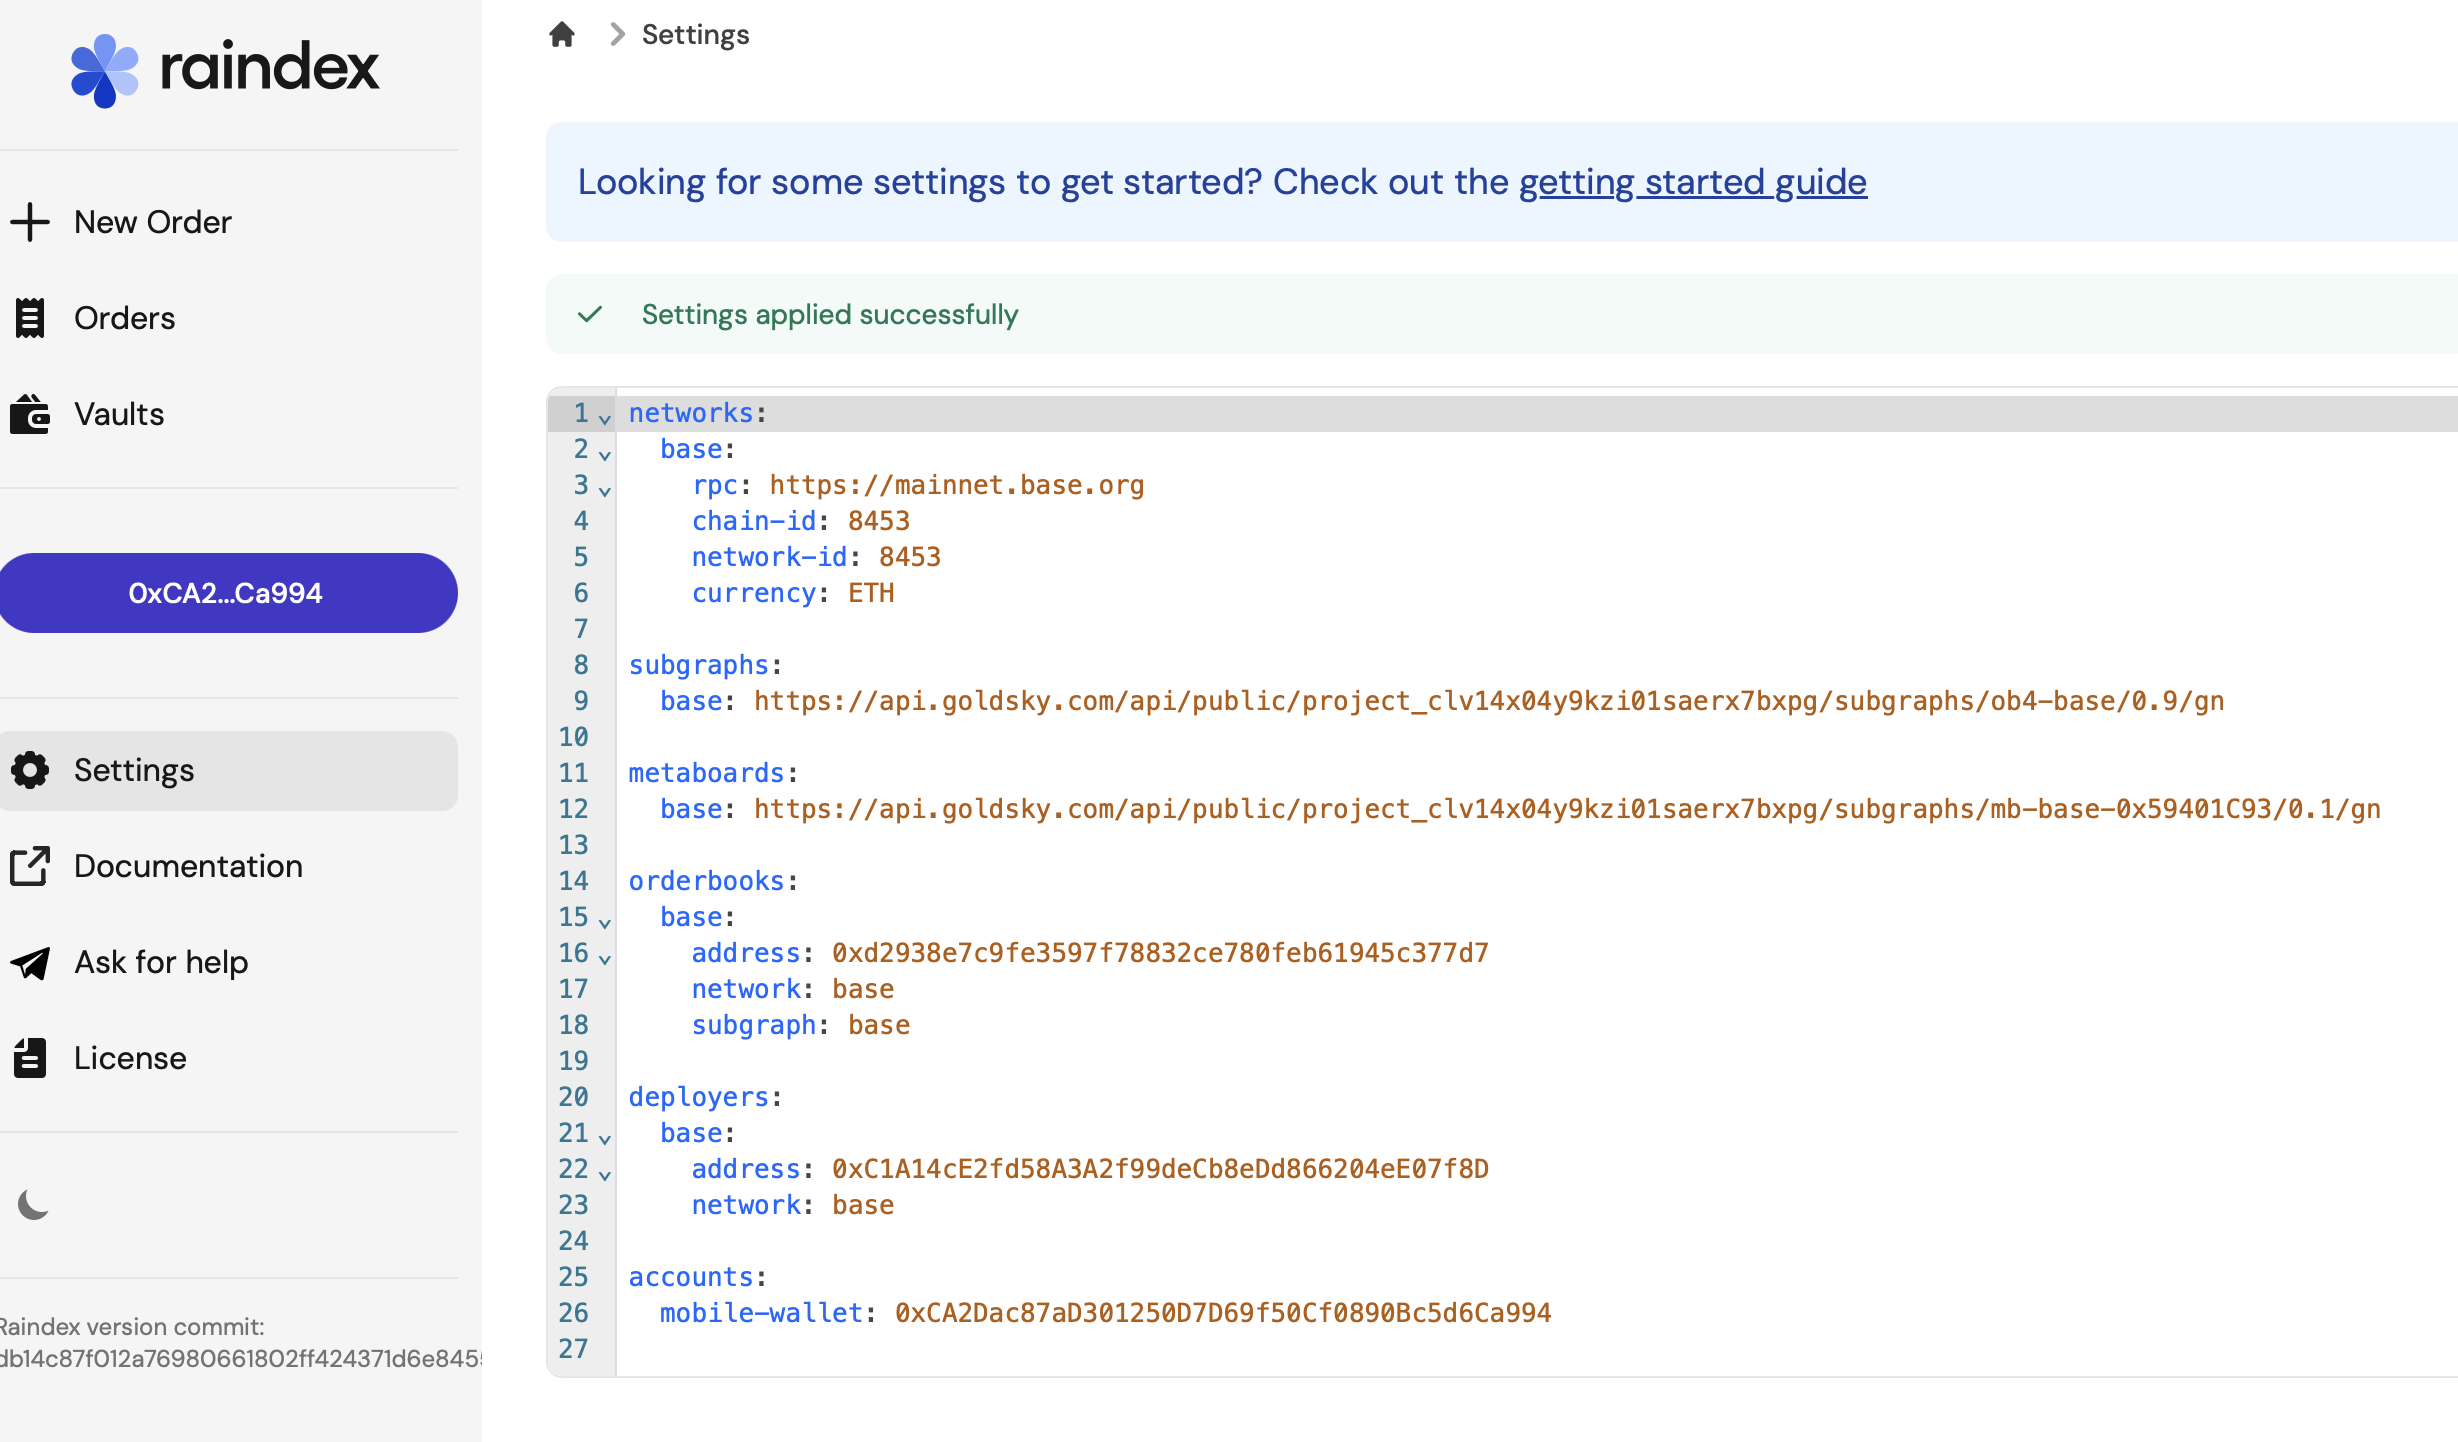 raindex
New Order
Orders
Vaults
0xCA2...Ca994
Settings
Documentation
Ask for help
License
Raindex version commit:
db14c87f012a76980661802ff424371d6e845
Settings
Looking for some settings to get started? Check out the getting started guide
Settings applied successfully
1 networks:
2 base:
3 rpc: https://mainnet.base.org
4 chain-id: 8453
5 network-id: 8453
6 currency: ETH
7
8 subgraphs:
9 base: https://api.goldsky.com/api/public/project_clv14x04y9kzi01saerx7bxpg/subgraphs/ob4-base/0.9/gn
10
11 metaboards:
12 base: https://api.goldsky.com/api/public/project_clv14x04y9kzi01saerx7bxpg/subgraphs/mb-base-0x59401C93/0.1/gn
13
14 orderbooks:
15 base:
16 address: 0xd2938e7c9fe3597f78832ce780feb61945c377d7
17 network: base
18 subgraph: base
19
20 deployers:
21 base:
22 address: 0xC1A14cE2fd58A3A2f99deCb8eDd866204eE07f8D
23 network: base
24
25 accounts:
26 mobile-wallet: 0xCA2Dac87aD301250D7D69f50Cf0890Bc5d6Ca994
27